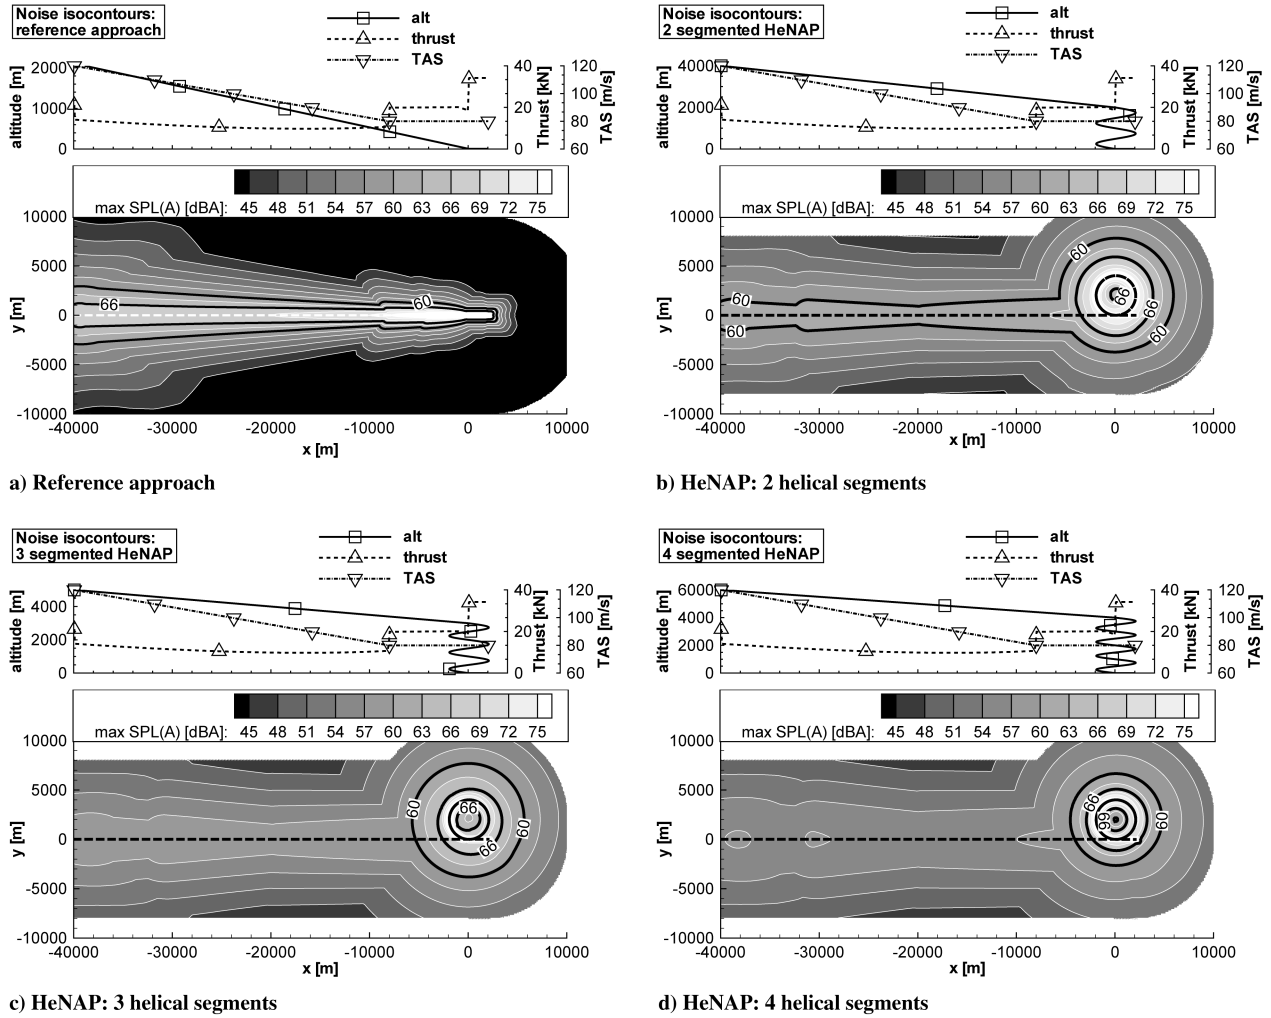 Noise isocontours:
reference approach
alt
thrust
TAS
altitude [m]
2000
1000
0
40
20
0
Thrust [kN]
120
100
80
60
TAS [m/s]
max SPL(A) [dBA]: 45 48 51 54 57 60 63 66 69 72 75
y [m]
10000
5000
0
-5000
-10000
66
60
-40000 -30000 -20000 -10000 0 10000
x [m]
a) Reference approach
Noise isocontours:
2 segmented HeNAP
alt
thrust
TAS
altitude [m]
4000
2000
0
40
20
0
Thrust [kN]
120
100
80
60
TAS [m/s]
max SPL(A) [dBA]: 45 48 51 54 57 60 63 66 69 72 75
y [m]
10000
5000
0
-5000
-10000
60
60
60
66
66
60
-40000 -30000 -20000 -10000 0 10000
x [m]
b) HeNAP: 2 helical segments
Noise isocontours:
3 segmented HeNAP
alt
thrust
TAS
altitude [m]
4000
2000
0
40
20
0
Thrust [kN]
120
100
80
60
TAS [m/s]
max SPL(A) [dBA]: 45 48 51 54 57 60 63 66 69 72 75
y [m]
10000
5000
0
-5000
-10000
60
66
60
66
-40000 -30000 -20000 -10000 0 10000
x [m]
c) HeNAP: 3 helical segments
Noise isocontours:
4 segmented HeNAP
alt
thrust
TAS
altitude [m]
6000
4000
2000
0
40
20
0
Thrust [kN]
120
100
80
60
TAS [m/s]
max SPL(A) [dBA]: 45 48 51 54 57 60 63 66 69 72 75
y [m]
10000
5000
0
-5000
-10000
66
66
60
-40000 -30000 -20000 -10000 0 10000
x [m]
d) HeNAP: 4 helical segments